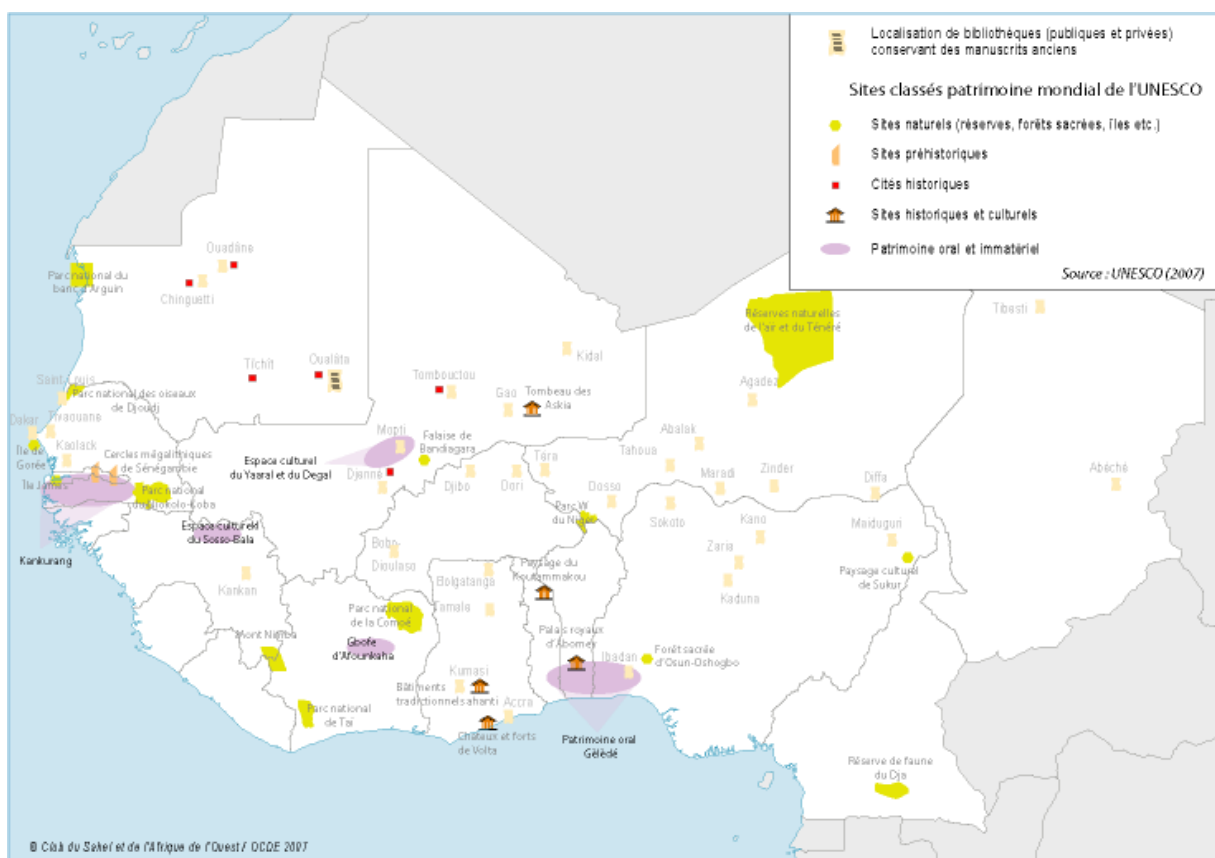 Localisation de bibliothèques (publiques et privées)
conservant des manuscrits anciens
Sites classés patrimoine mondial de l'UNESCO
Sites naturels (réserves, forêts sacrées, îles etc.)
Sites préhistoriques
Cités historiques
Sites historiques et culturels
Patrimoine oral et immatériel
Source : UNESCO (2007)
Ouadâne
Parc national du
banc d'Arguin
Chinguetti
Tibesti
Réserves naturelles
de l'aïr et du Ténéré
Kidal
Tichît
Oualâta
Tombouctou
Gao
Tombeau des
Askia
Agadez
Saint-Louis
Parc national des oiseaux
de Djoudj
Dakar
Tivaouane
Kaolack
Île de
Gorée
Cercles mégalithiques
de Sénégambie
Île James
Parc national
du Niokolo-Koba
Kankurang
Mopti
Falaise de
Bandiagara
Espace culturel
du Yaaral et du Degal
Djenne
Djibo
Dori
Téra
Tahoua
Abalak
Maradi
Zinder
Diffa
Abéché
Dosso
Parc W
du Niger
Sokoto
Kano
Maiduguri
Zaria
Kaduna
Paysage culturel
de Sukur
Espace culturel
du Sosso-Bala
Kankan
Bobo-
Dioulaso
Bolgatanga
Tamale
Paysage du
Koutammakou
Parc national
de la Comoé
Mont Nimba
Gbofe
d'Afounkaha
Palais royaux
d'Abomey
Ibadan
Forêt sacrée
d'Osun-Oshogbo
Kumasi
Bâtiments
tradictionnels ahanti
Accra
Châteux et forts
de Volta
Parc national
de Taï
Patrimoine oral
Gèlèdé
Réserve de faune
du Dja
© Club du Sahel et de l'Afrique de l'Ouest / OCDE 2007